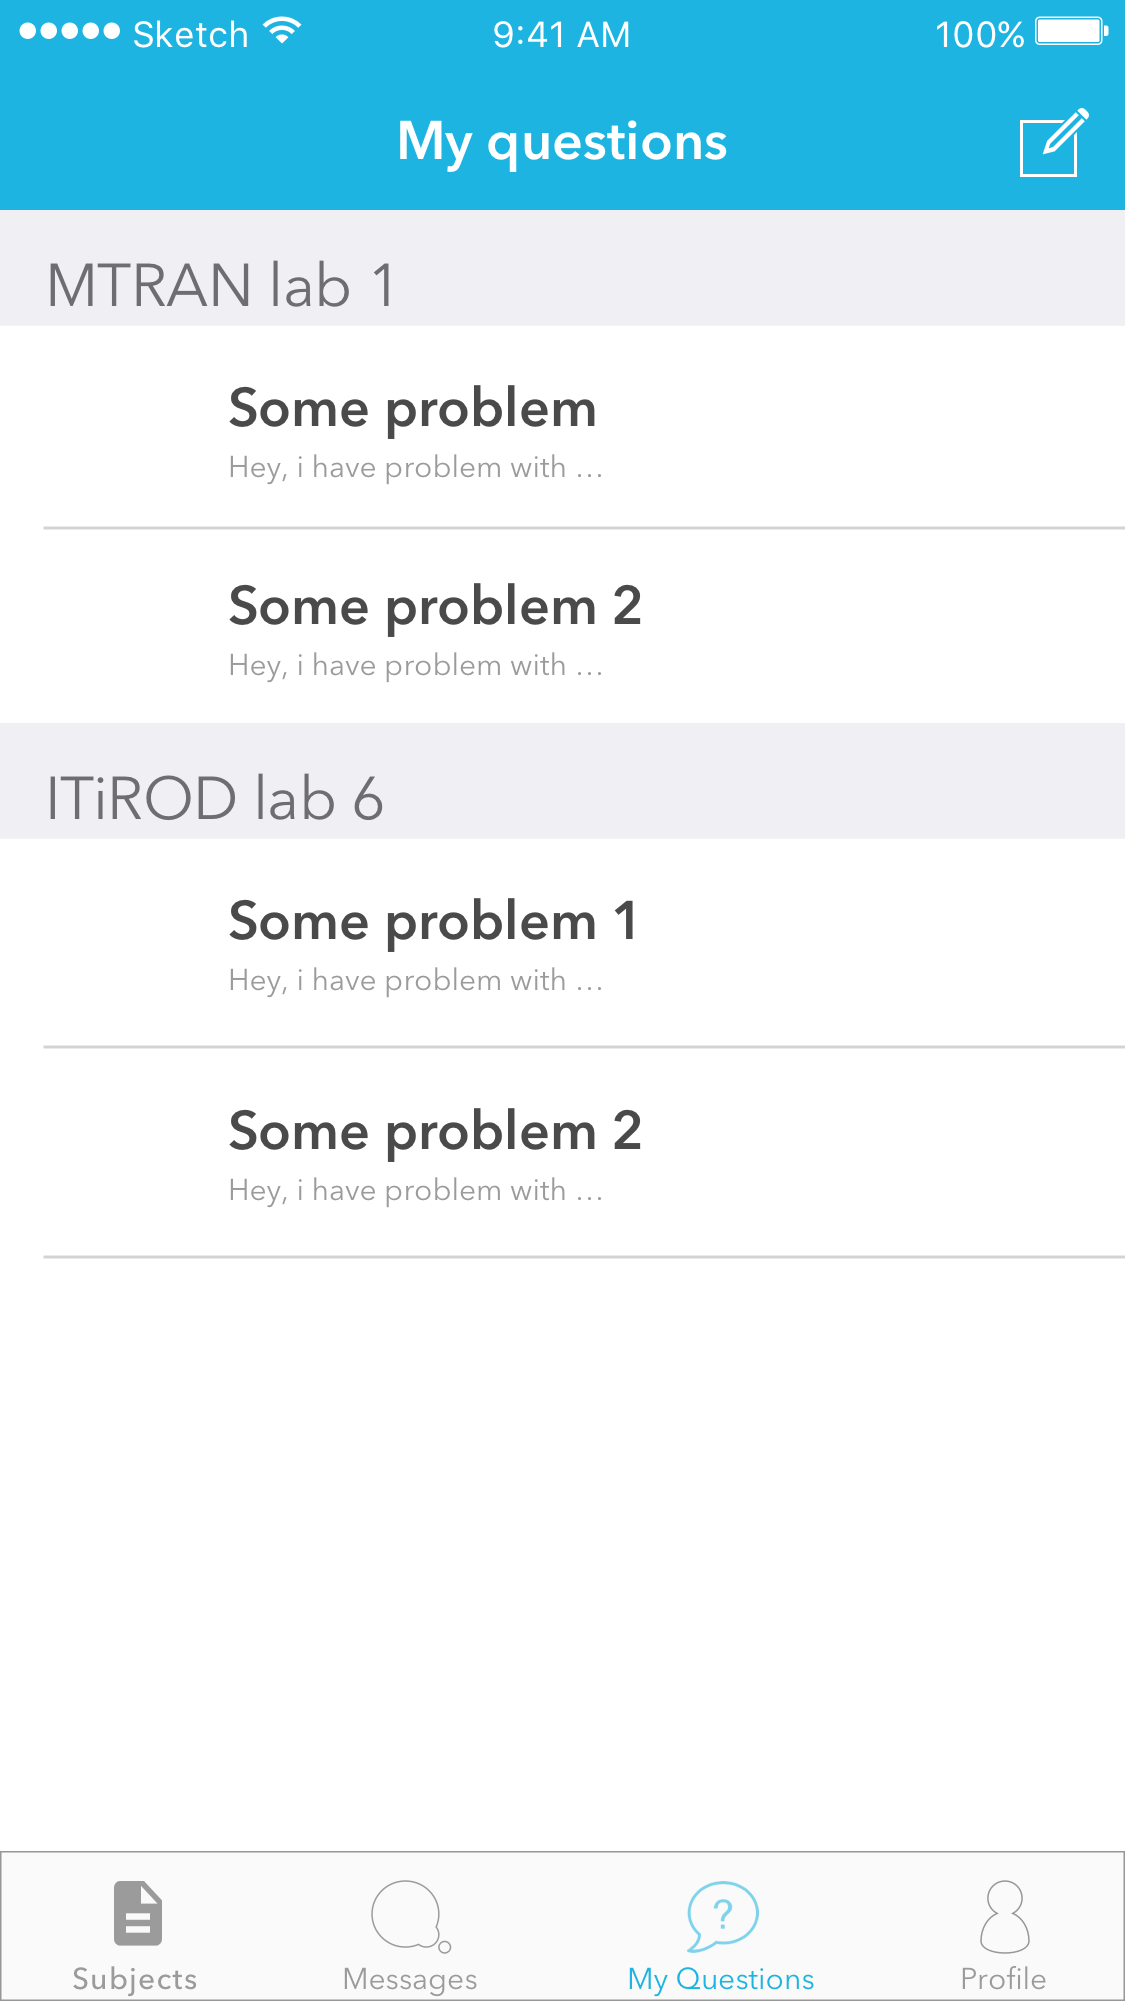 Sketch 9:41 AM 100%
My questions
MTRAN lab 1
Some problem
Hey, i have problem with ...
Some problem 2
Hey, i have problem with ...
ITiROD lab 6
Some problem 1
Hey, i have problem with ...
Some problem 2
Hey, i have problem with ...
?
Subjects Messages My Questions Profile